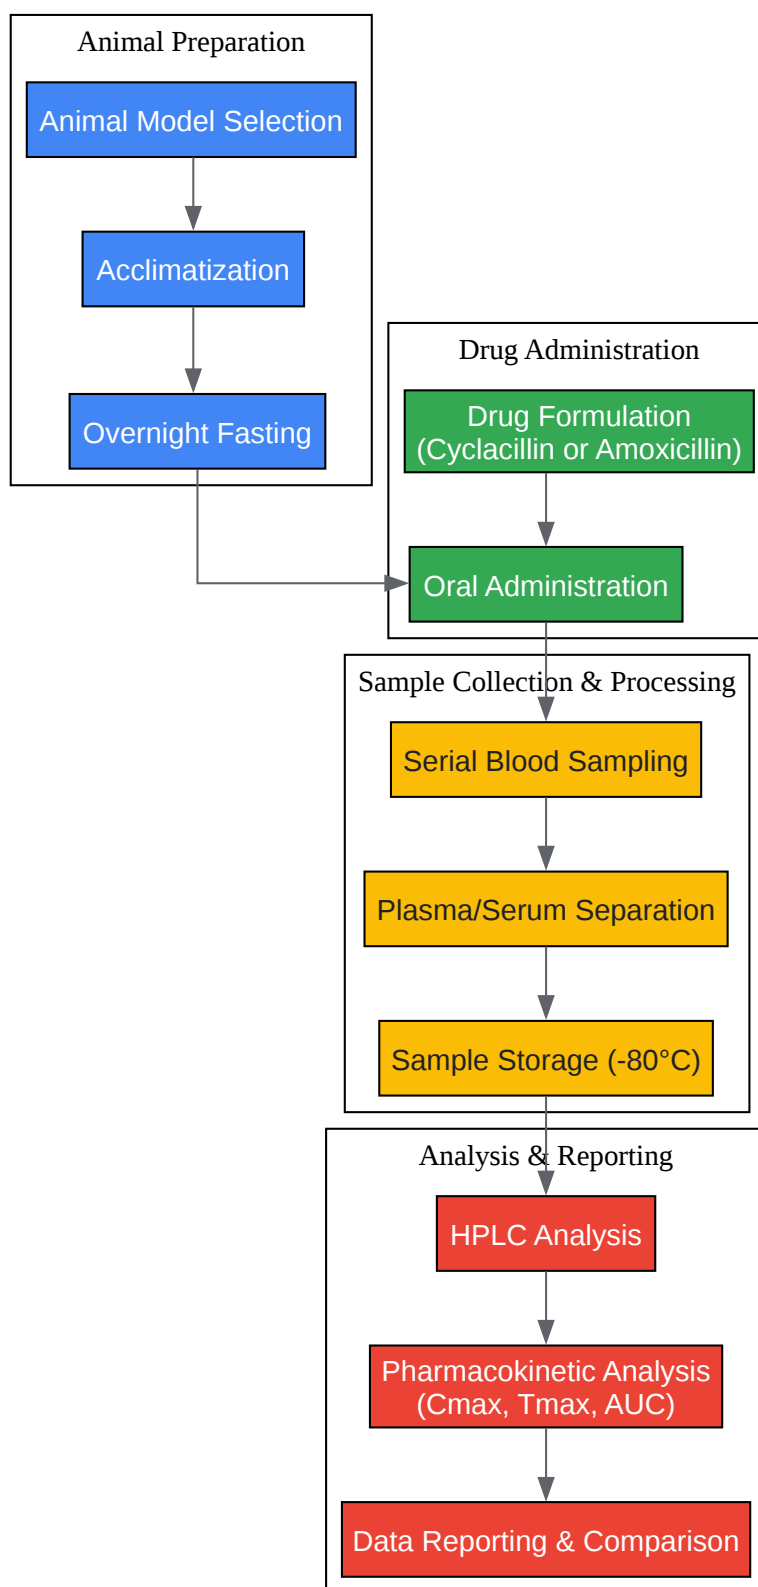 Animal Preparation
Animal Model Selection
Acclimatization
Overnight Fasting
Drug Administration
Drug Formulation
(Cyclacillin or Amoxicillin)
Oral Administration
Sample Collection & Processing
Serial Blood Sampling
Plasma/Serum Separation
Sample Storage (-80°C)
Analysis & Reporting
HPLC Analysis
Pharmacokinetic Analysis
(Cmax, Tmax, AUC)
Data Reporting & Comparison